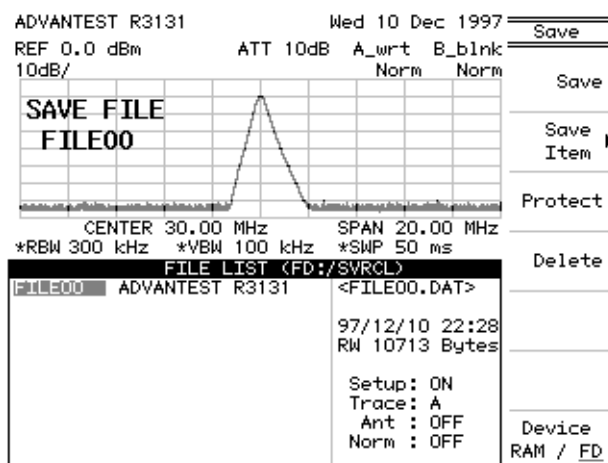 ADVANTEST R3131 Wed 10 Dec 1997
REF 0.0 dBm ATT 10dB A_wrt B_blnk
10dB/ Norm Norm
SAVE FILE
FILE00
CENTER 30.00 MHz SPAN 20.00 MHz
*RBW 300 kHz *VBW 100 kHz *SWP 50 ms
FILE LIST (FD:/SVRCL)
FILE00 ADVANTEST R3131
<FILE00.DAT>
97/12/10 22:28
RW 10713 Bytes
Setup: ON
Trace: A
Ant : OFF
Norm : OFF
Save
Save
Save
Item
Protect
Delete
Device
RAM / FD